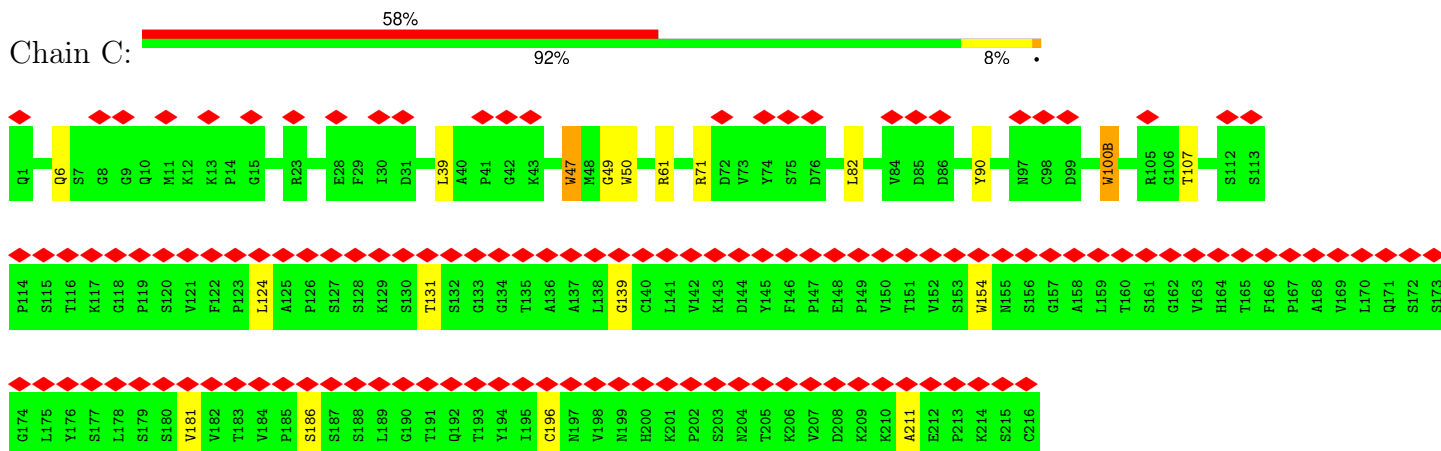 58%
Chain C:
92% 8% •
Q1 Q6 S7 G8 G9 Q10 M11 K12 K13 P14 G15 R23 E28 F29 I30 D31 L39 A40 P41 G42 K43 W47 M48 G49 W50 R61 R71 D72 V73 Y74 S75 D76 L82 V84 D85 D86 Y90 N97 C98 D99 W100B R105 G106 T107 S112 S113
P114 S115 T116 K117 G118 P119 S120 V121 F122 P123 L124 A125 P126 S127 S128 K129 S130 T131 S132 G133 G134 T135 A136 A137 L138 G139 C140 L141 V142 K143 D144 Y145 F146 P147 E148 P149 V150 T151 V152 S153 W154 N155 S156 G157 A158 L159 T160 S161 G162 V163 H164 T165 F166 P167 A168 V169 L170 Q171 S172 S173
G174 L175 Y176 S177 L178 S179 S180 V181 V182 T183 V184 P185 S186 S187 S188 L189 G190 T191 Q192 T193 Y194 I195 C196 N197 V198 N199 H200 K201 P202 S203 N204 T205 K206 V207 D208 K209 K210 A211 E212 P213 K214 S215 C216